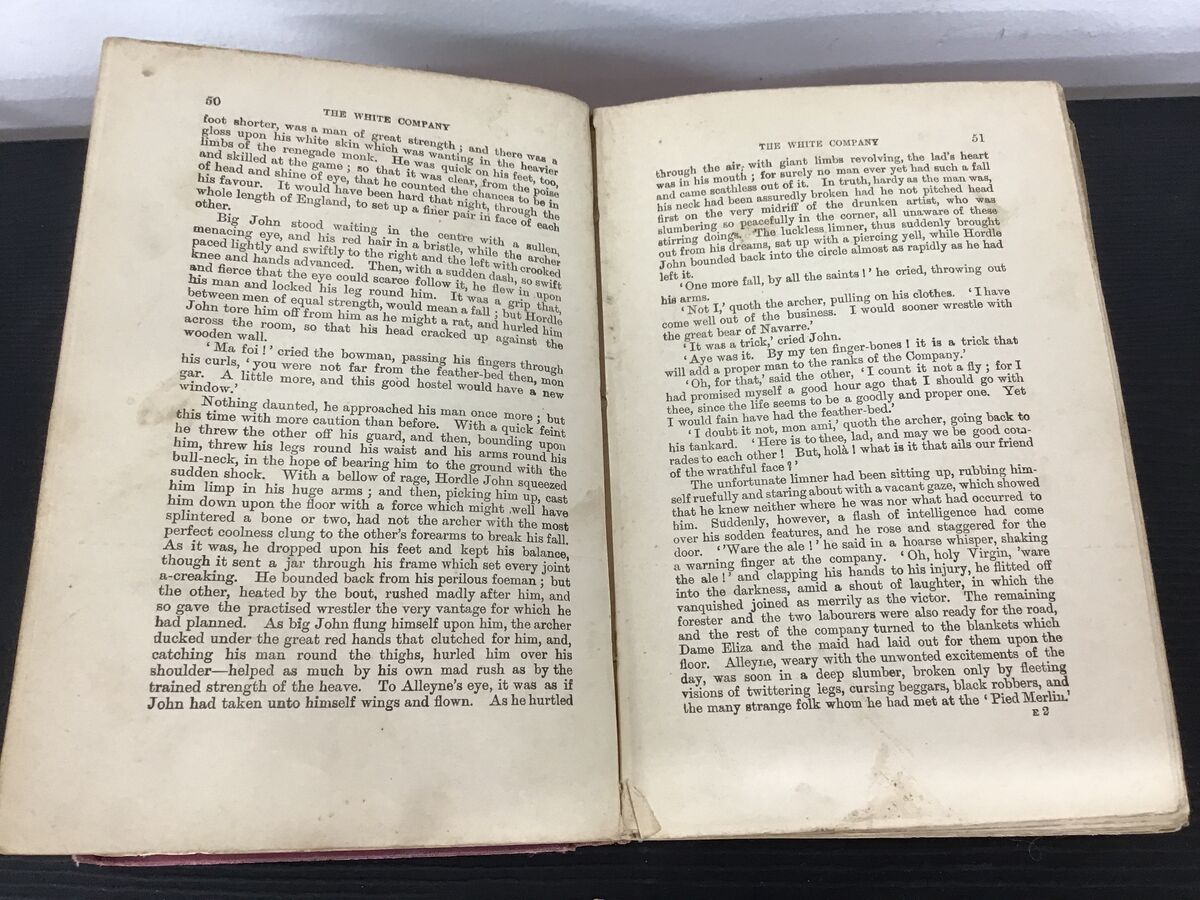 50
THE WHITE COMPANY
foot shorter, was a man of great strength ; and there was a
gloss upon his white skin which was wanting in the heavier
limbs of the renegade monk. He was quick on his feet, too,
and skilled at the game ; so that it was clear, from the poise
of head and shine of eye, that he counted the chances to be in
his favour. It would have been hard that night, through the
whole length of England, to set up a finer pair in face of each
other.
Big John stood waiting in the centre with a sullen,
menacing eye, and his red hair in a bristle, while the archer
paced lightly and swiftly to the right and the left with crooked
knee and hands advanced. Then, with a sudden dash, so swift
and fierce that the eye could scarce follow it, he flew in upon
his man and locked his leg round him. It was a grip that,
between men of equal strength, would mean a fall ; but Hordle
John tore him off from him as he might a rat, and hurled him
across the room, so that his head cracked up against the
wooden wall.
‘ Ma foi ! ’ cried the bowman, passing his fingers through
his curls, ‘ you were not far from the feather-bed then, mon
gar. A little more, and this good hostel would have a new
window.’
Nothing daunted, he approached his man once more ; but
this time with more caution than before. With a quick feint
he threw the other off his guard, and then, bounding upon
him, threw his legs round his waist and his arms round his
bull-neck, in the hope of bearing him to the ground with the
sudden shock. With a bellow of rage, Hordle John squeezed
him limp in his huge arms ; and then, picking him up, cast
him down upon the floor with a force which might well have
splintered a bone or two, had not the archer with the most
perfect coolness clung to the other’s forearms to break his fall.
As it was, he dropped upon his feet and kept his balance,
though it sent a jar through his frame which set every joint
a-creaking. He bounded back from his perilous foeman ; but
the other, heated by the bout, rushed madly after him, and
so gave the practised wrestler the very vantage for which he
had planned. As big John flung himself upon him, the archer
ducked under the great red hands that clutched for him, and,
catching his man round the thighs, hurled him over his
shoulder—helped as much by his own mad rush as by the
trained strength of the heave. To Alleyne’s eye, it was as if
John had taken unto himself wings and flown. As he hurtled
THE WHITE COMPANY
51
through the air, with giant limbs revolving, the lad’s heart
was in his mouth ; for surely no man ever yet had such a fall
and came scathless out of it. In truth, hardy as the man was,
his neck had been assuredly broken had he not pitched head
first on the very midriff of the drunken artist, who was
slumbering so peacefully in the corner, all unaware of these
stirring doings. The luckless limner, thus suddenly brought
out from his dreams, sat up with a piercing yell, while Hordle
John bounded back into the circle almost as rapidly as he had
left it.
‘ One more fall, by all the saints ! ’ he cried, throwing out
his arms.
‘ Not I,’ quoth the archer, pulling on his clothes. ‘ I have
come well out of the business. I would sooner wrestle with
the great bear of Navarre.’
‘ It was a trick,’ cried John.
‘ Aye was it. By my ten finger-bones ! it is a trick that
will add a proper man to the ranks of the Company.’
‘ Oh, for that,’ said the other, ‘ I count it not a fly ; for I
had promised myself a good hour ago that I should go with
thee, since the life seems to be a goodly and proper one. Yet
I would fain have had the feather-bed.’
‘ I doubt it not, mon ami,’ quoth the archer, going back to
his tankard. ‘ Here is to thee, lad, and may we be good com-
rades to each other ! But, holà ! what is it that ails our friend
of the wrathful face ? ’
The unfortunate limner had been sitting up, rubbing him-
self ruefully and staring about with a vacant gaze, which showed
that he knew neither where he was nor what had occurred to
him. Suddenly, however, a flash of intelligence had come
over his sodden features, and he rose and staggered for the
door. ‘ ’Ware the ale ! ’ he said in a hoarse whisper, shaking
a warning finger at the company. ‘ Oh, holy Virgin, ’ware
the ale ! ’ and clapping his hands to his injury, he flitted off
into the darkness, amid a shout of laughter, in which the
vanquished joined as merrily as the victor. The remaining
forester and the two labourers were also ready for the road,
and the rest of the company turned to the blankets which
Dame Eliza and the maid had laid out for them upon the
floor. Alleyne, weary with the unwonted excitements of the
day, was soon in a deep slumber, broken only by fleeting
visions of twittering legs, cursing beggars, black robbers, and
the many strange folk whom he had met at the ‘ Pied Merlin.’
E 2